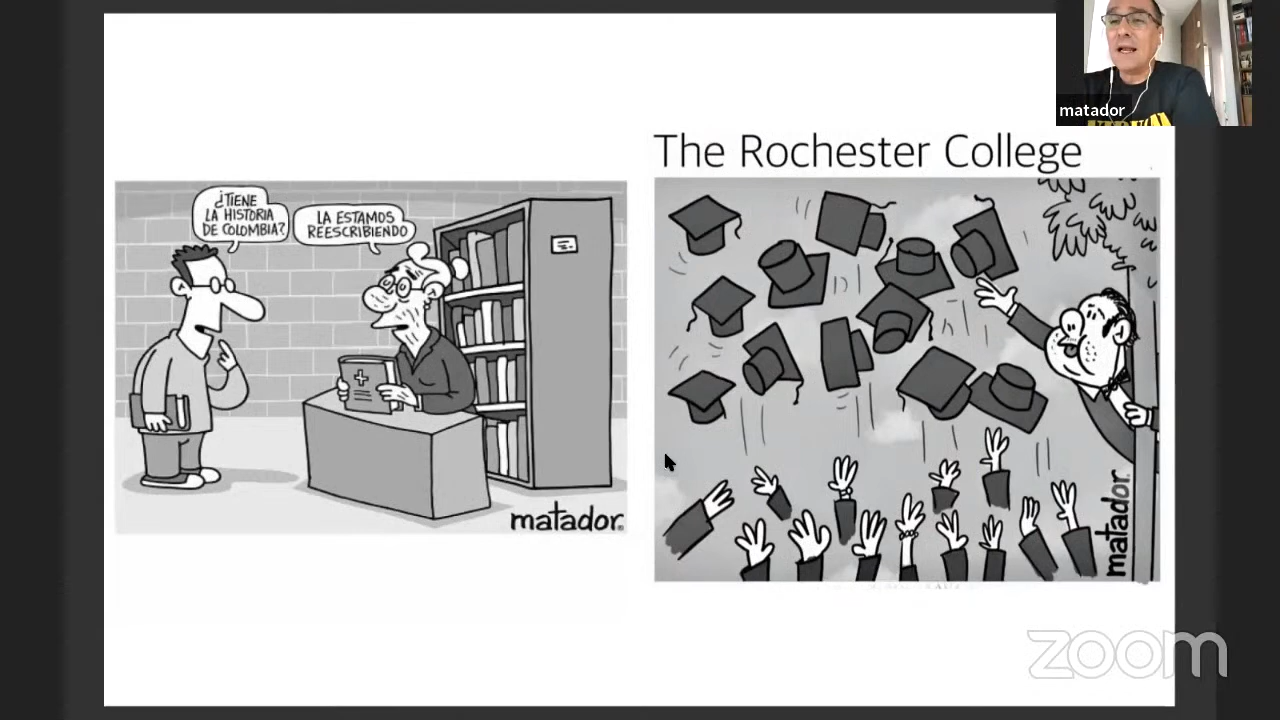 matador
The Rochester College
¿TIENE
LA HISTORIA
DE COLOMBIA?
LA ESTAMOS
REESCRIBIENDO
matador
matador
zoom